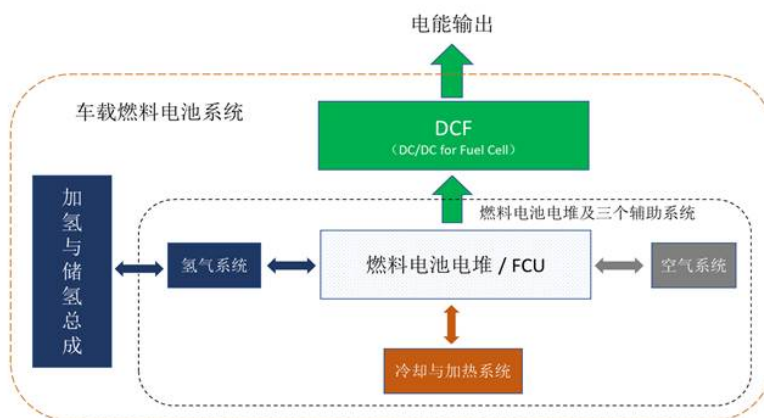 电能输出
车载燃料电池系统
DCF
（DC/DC for Fuel Cell）
加氢与储氢总成
燃料电池电堆及三个辅助系统
氢气系统
燃料电池电堆 / FCU
空气系统
冷却与加热系统